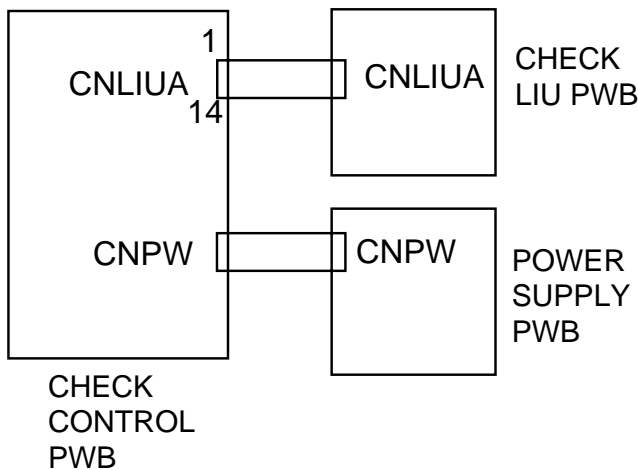 1
CNLIUA
14
CNLIUA
CHECK
LIU PWB
CNPW
CNPW
POWER
SUPPLY
PWB
CHECK
CONTROL
PWB